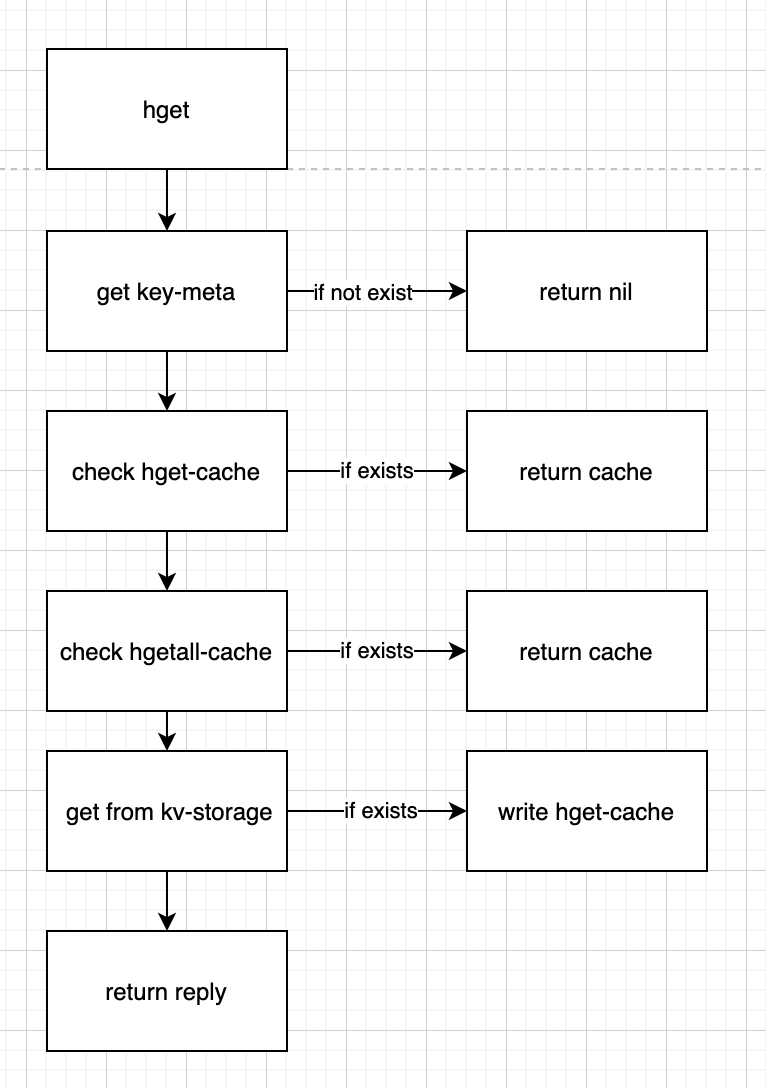 hget
get key-meta
if not exist
return nil
check hget-cache
if exists
return cache
check hgetall-cache
if exists
return cache
get from kv-storage
if exists
write hget-cache
return reply